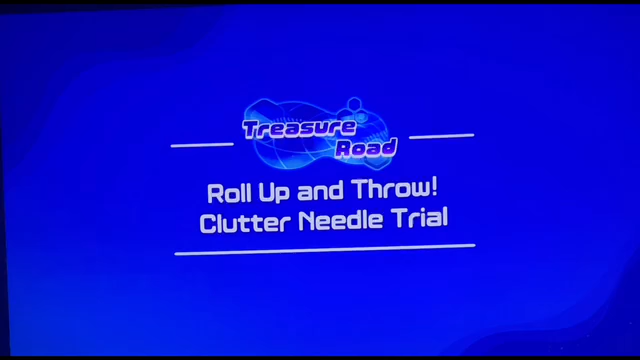 Treasure
Road
Roll Up and Throw!
Clutter Needle Trial